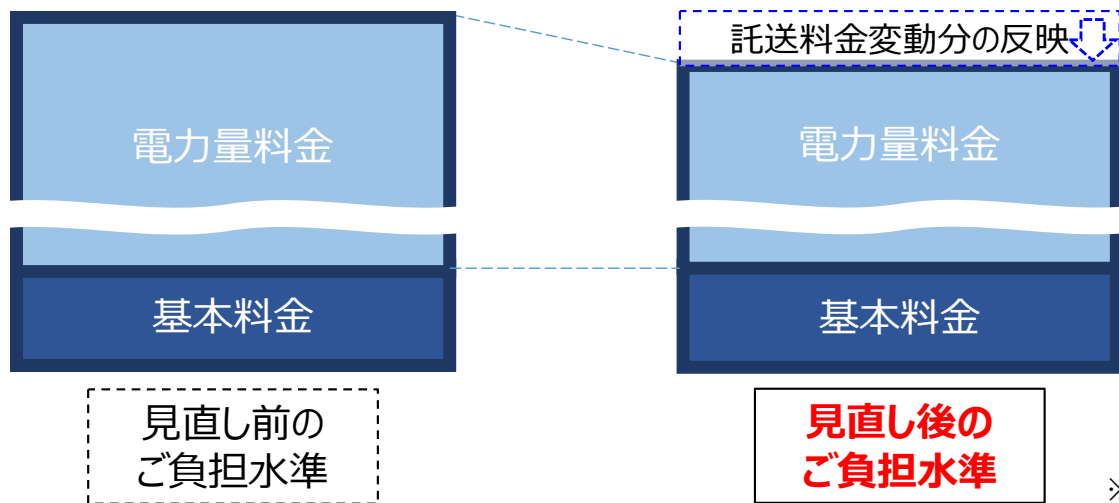 託送料金変動分の反映
電力量料金
電力量料金
基本料金
基本料金
見直し前の
ご負担水準
見直し後の
ご負担水準
※